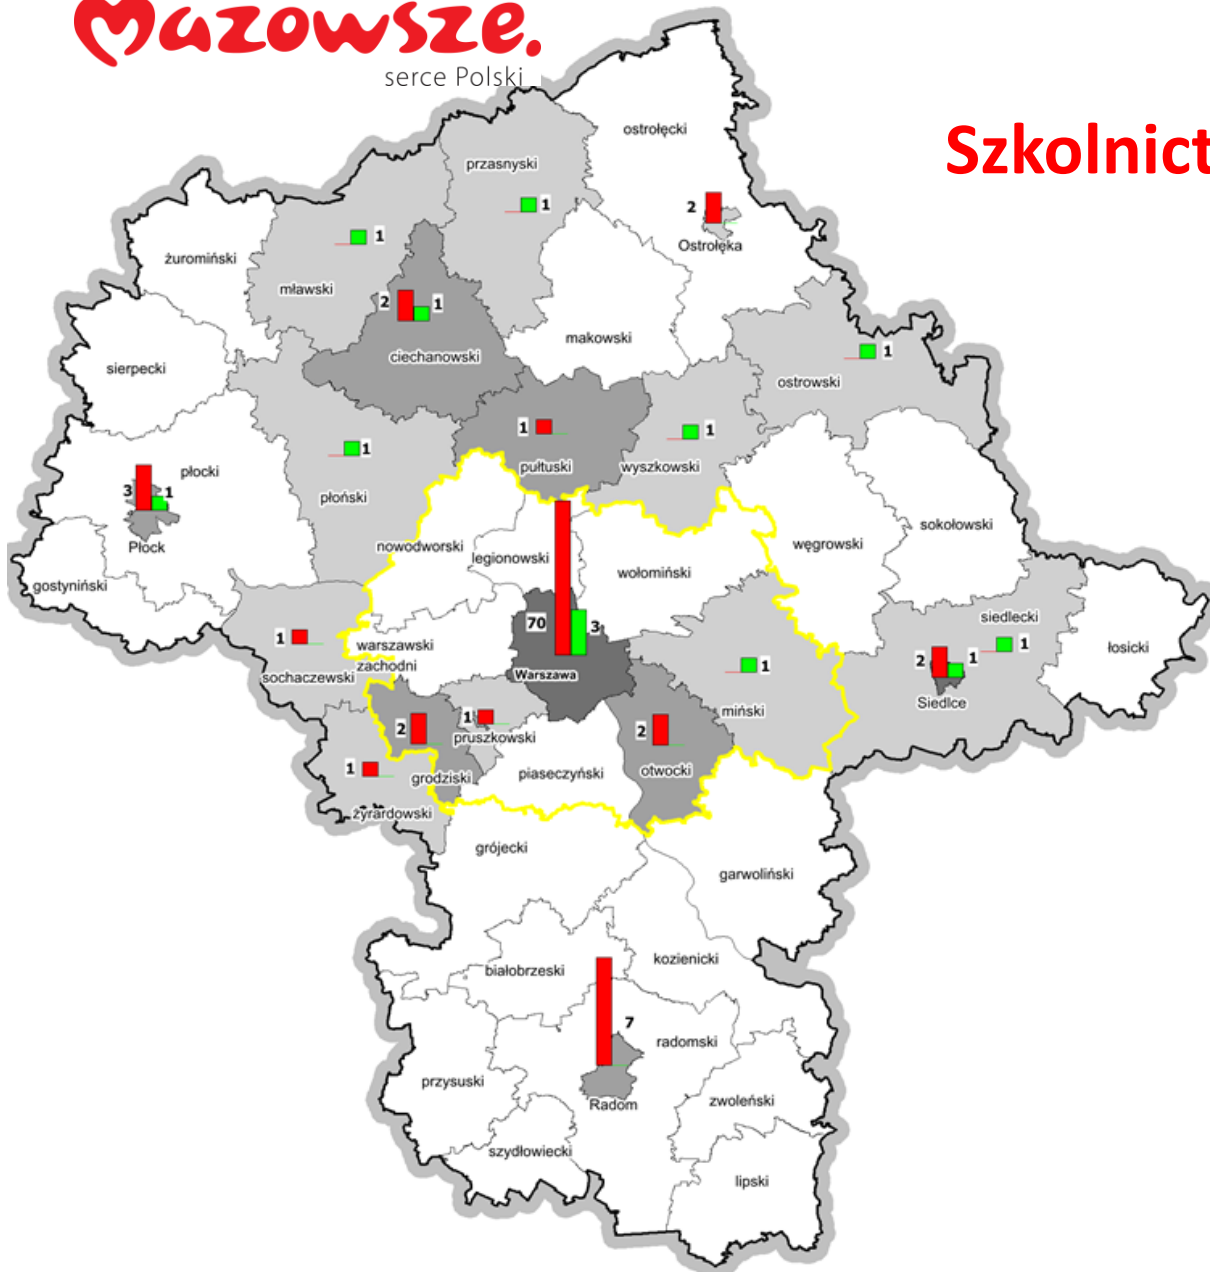 Mazowsze.
serce Polski
Szkolnict
ostrołęcki
przasnyski
1
2
Ostrołęka
1
żuromiński
mławski
2
1
ciechanowski
makowski
1
ostrowski
sierpecki
1
1
1
pułtuski
wyszkowski
płocki
płoński
3
1
Płock
sokołowski
nowodworski
legionowski
węgrowski
wołomiński
gostyniński
siedlecki
70
3
1
warszawski
zachodni
1
łosicki
sochaczewski
Warszawa
1
2
1
Siedlce
miński
1
2
2
pruszkowski
otwocki
piaseczyński
grodziski
1
żyrardowski
grójecki
garwoliński
kozienicki
białobrzeski
7
radomski
przysuski
Radom
zwoleński
szydłowiecki
lipski